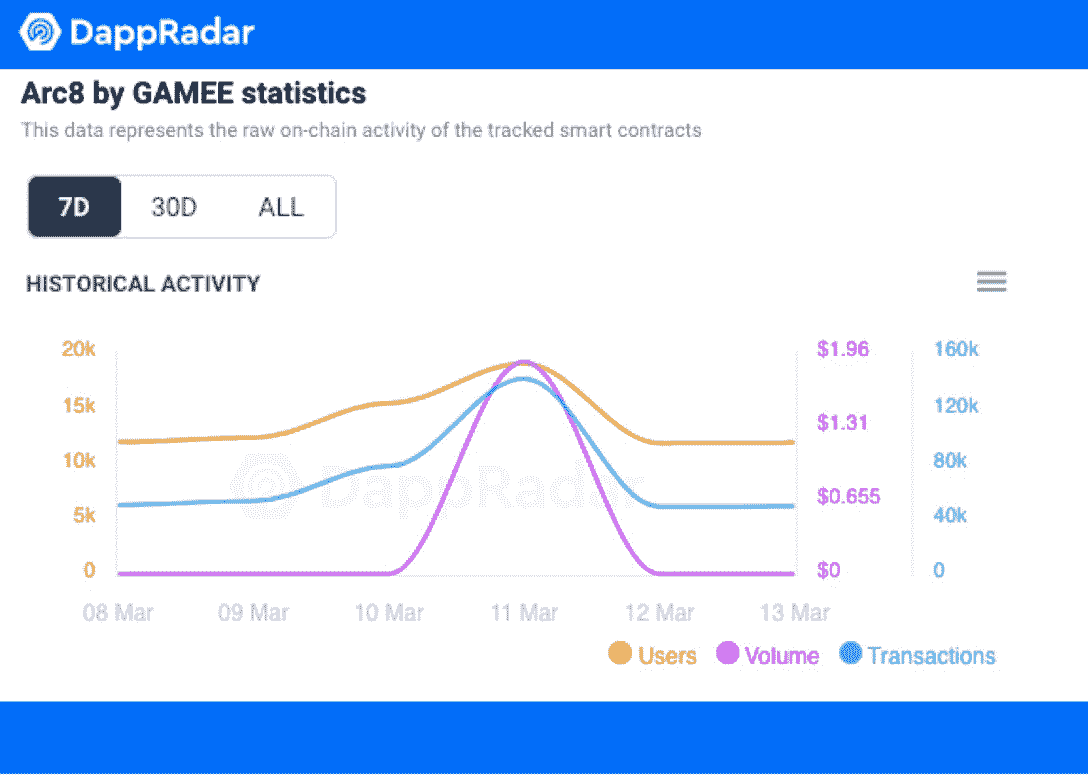 DappRadar
Arc8 by GAMEE statistics
This data represents the raw on-chain activity of the tracked smart contracts
7D 30D ALL
HISTORICAL ACTIVITY
20k $1.96 160k
15k $1.31 120k
10k 80k
DappRadar
5k $0.655 40k
0 $0 0
08 Mar 09 Mar 10 Mar 11 Mar 12 Mar 13 Mar
Users Volume Transactions